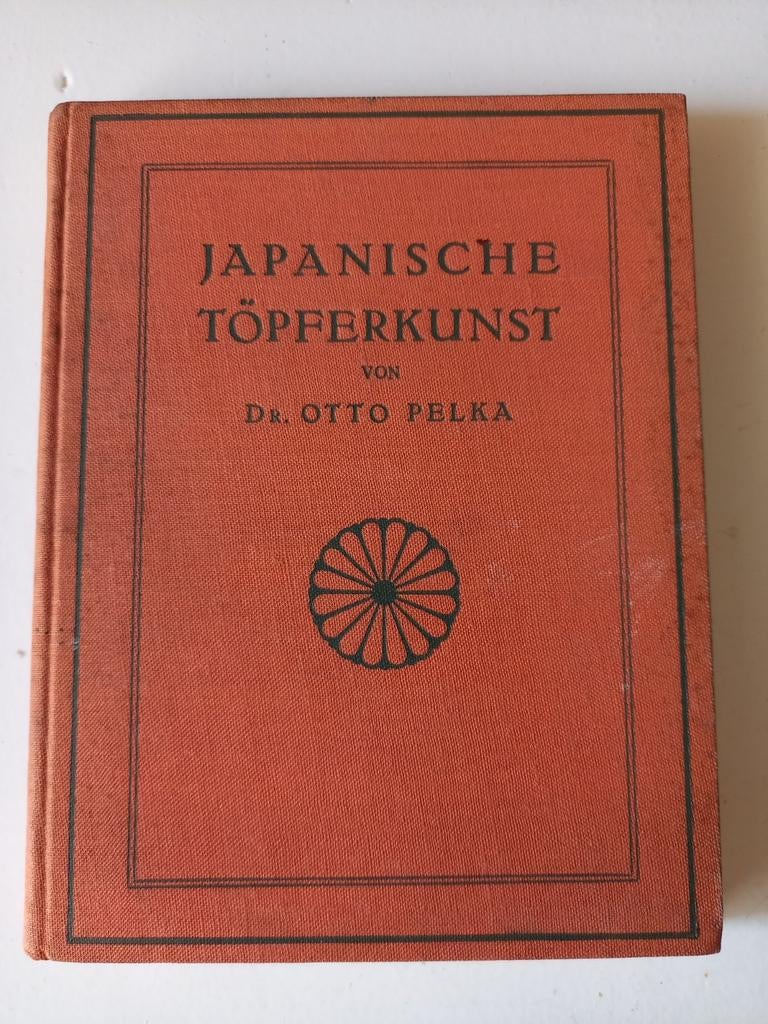 JAPANISCHE
TÖPFERKUNST
VON
DR. OTTO PELKA